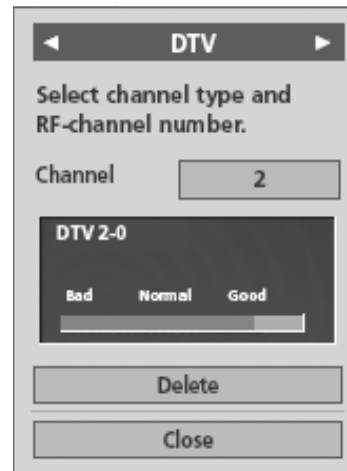 DTV
Select channel type and
RF-channel number.
Channel 2
DTV 2-0
Bad Normal Good
Delete
Close